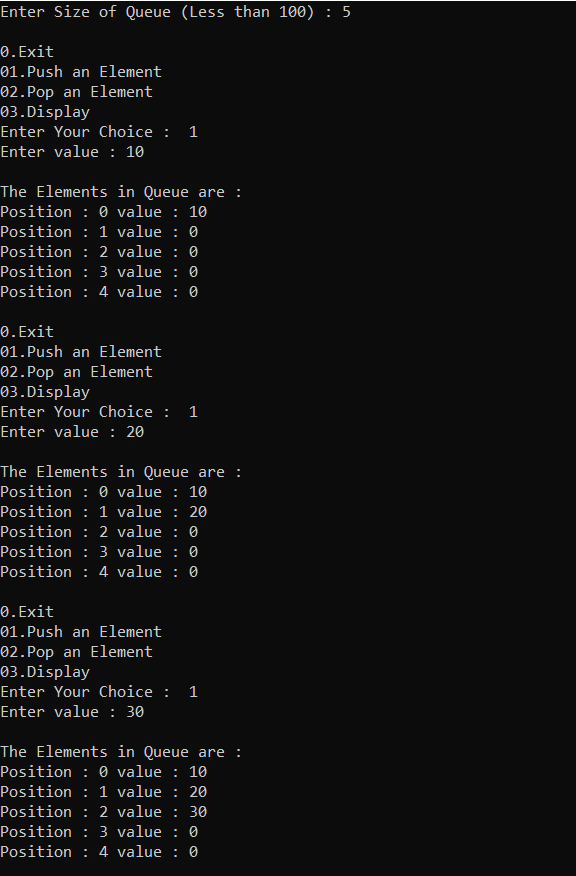 Enter Size of Queue (Less than 100) : 5
0.Exit
01.Push an Element
02.Pop an Element
03.Display
Enter Your Choice :  1
Enter value : 10
The Elements in Queue are :
Position : 0 value : 10
Position : 1 value : 0
Position : 2 value : 0
Position : 3 value : 0
Position : 4 value : 0
0.Exit
01.Push an Element
02.Pop an Element
03.Display
Enter Your Choice :  1
Enter value : 20
The Elements in Queue are :
Position : 0 value : 10
Position : 1 value : 20
Position : 2 value : 0
Position : 3 value : 0
Position : 4 value : 0
0.Exit
01.Push an Element
02.Pop an Element
03.Display
Enter Your Choice :  1
Enter value : 30
The Elements in Queue are :
Position : 0 value : 10
Position : 1 value : 20
Position : 2 value : 30
Position : 3 value : 0
Position : 4 value : 0